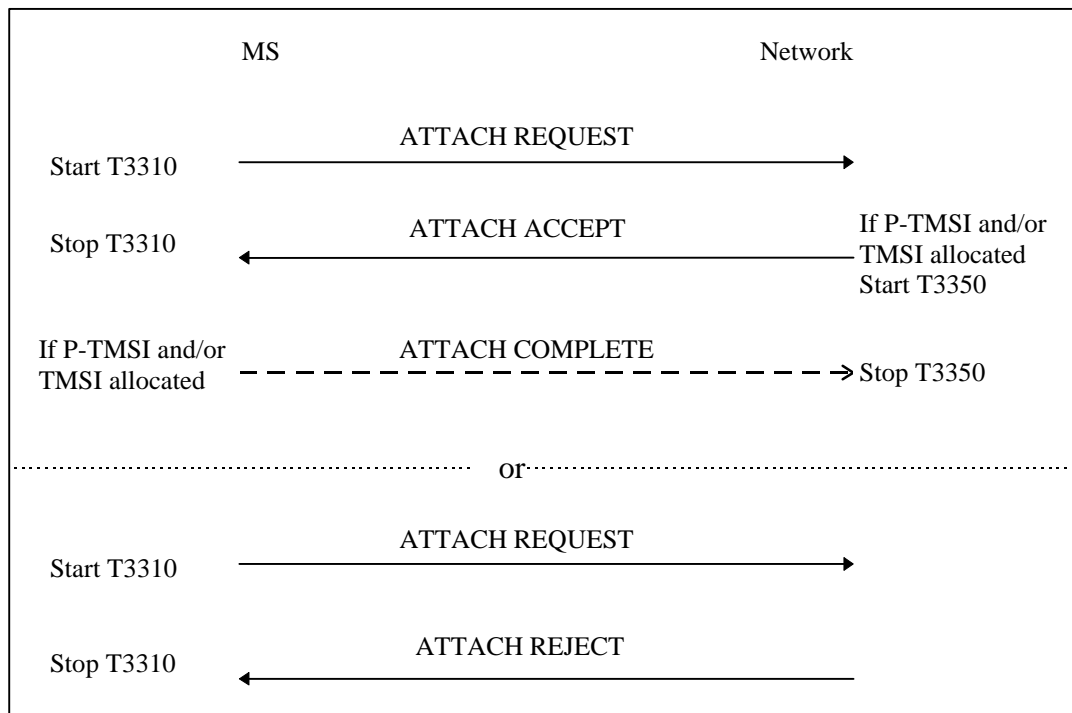 MS
Network
ATTACH REQUEST
Start T3310
ATTACH ACCEPT
Stop T3310
If P-TMSI and/or
TMSI allocated
Start T3350
If P-TMSI and/or
TMSI allocated
ATTACH COMPLETE
Stop T3350
or
ATTACH REQUEST
Start T3310
ATTACH REJECT
Stop T3310